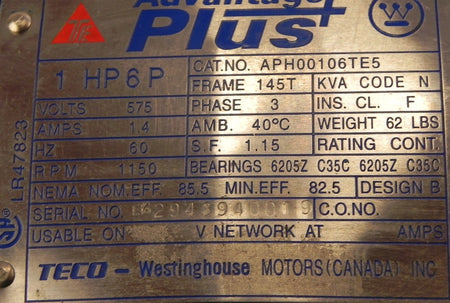 Advantage
Plus+
HE
1 HP 6 P CAT.NO. APH00106TE5
FRAME 145T KVA CODE N
VOLTS 575 PHASE 3 INS. CL. F
AMPS 1.4 AMB. 40°C WEIGHT 62 LBS
HZ 60 S.F. 1.15 RATING CONT.
R.P.M 1150 BEARINGS 6205Z C35C 6205Z C35C
NEMA NOM.EFF. 85.5 MIN.EFF. 82.5 DESIGN B
SERIAL NO. C.O.NO.
USABLE ON V NETWORK AT AMPS
TECO - Westinghouse MOTORS (CANADA) INC
LR47823